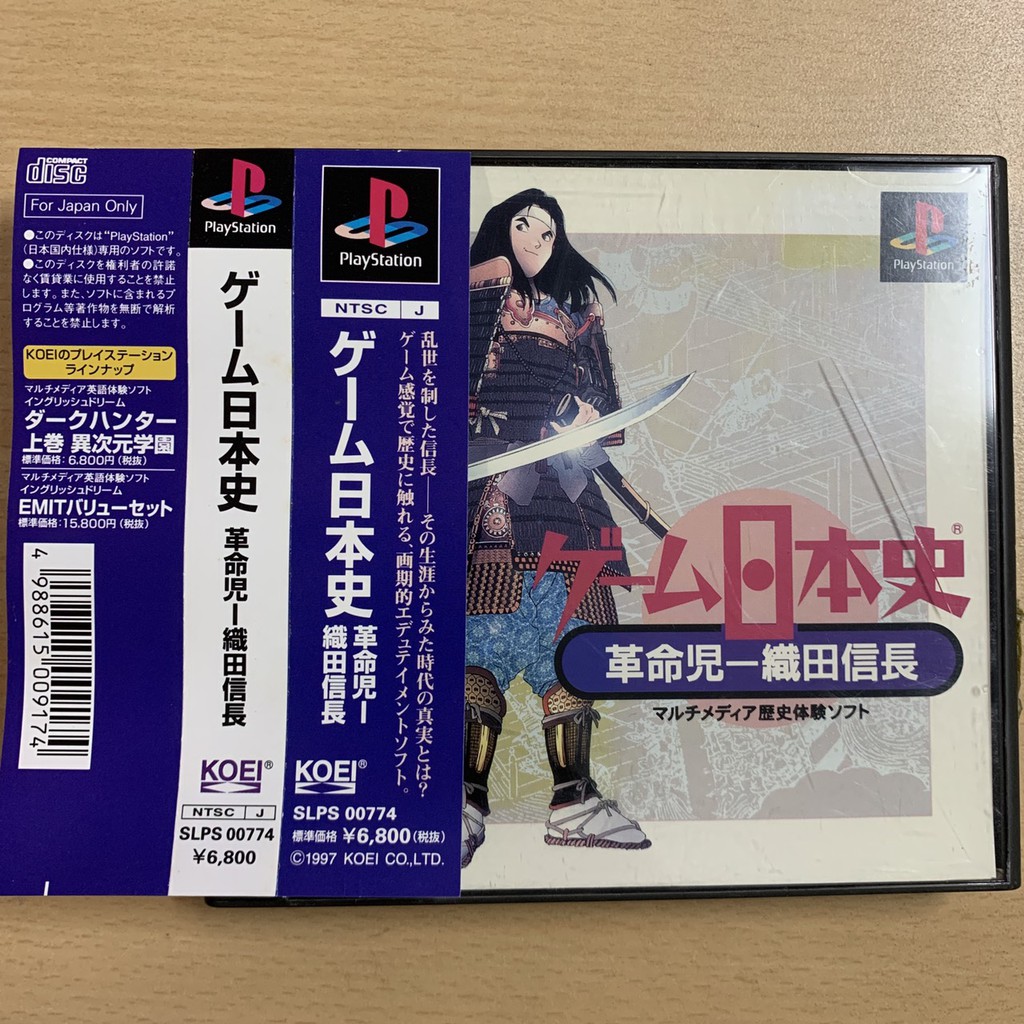 COMPACT
disc
For Japan Only
●このディスクは"PlayStation"
(日本国内仕様)専用のソフトです。
●このディスクを権利者の許諾
なく賃貸業に使用することを禁止
します。また、ソフトに含まれるプ
ログラム等著作物を無断で解析
することを禁止します。
KOEIのプレイステーション
ラインナップ
マルチメディア英語体験ソフト
イングリッシュドリーム
ダークハンター
上巻 異次元学園
標準価格:6,800円(税抜)
マルチメディア英語体験ソフト
イングリッシュドリーム
EMITバリューセット
標準価格:15,800円(税抜)
4 988615 009174
PlayStation
ゲーム日本史 革命児ー織田信長
KOEI®
NTSC J
SLPS 00774
¥6,800
PlayStation
NTSC J
乱世を制した信長――その生涯からみた時代の真実とは?
ゲーム感覚で歴史に触れる、画期的エデュテイメントソフト。
ゲーム日本史 革命児ー
織田信長
KOEI®
SLPS 00774
標準価格 ¥6,800(税抜)
©1997 KOEI CO.,LTD.
PlayStation
ゲーム日本史®
革命児ー織田信長
マルチメディア歴史体験ソフト